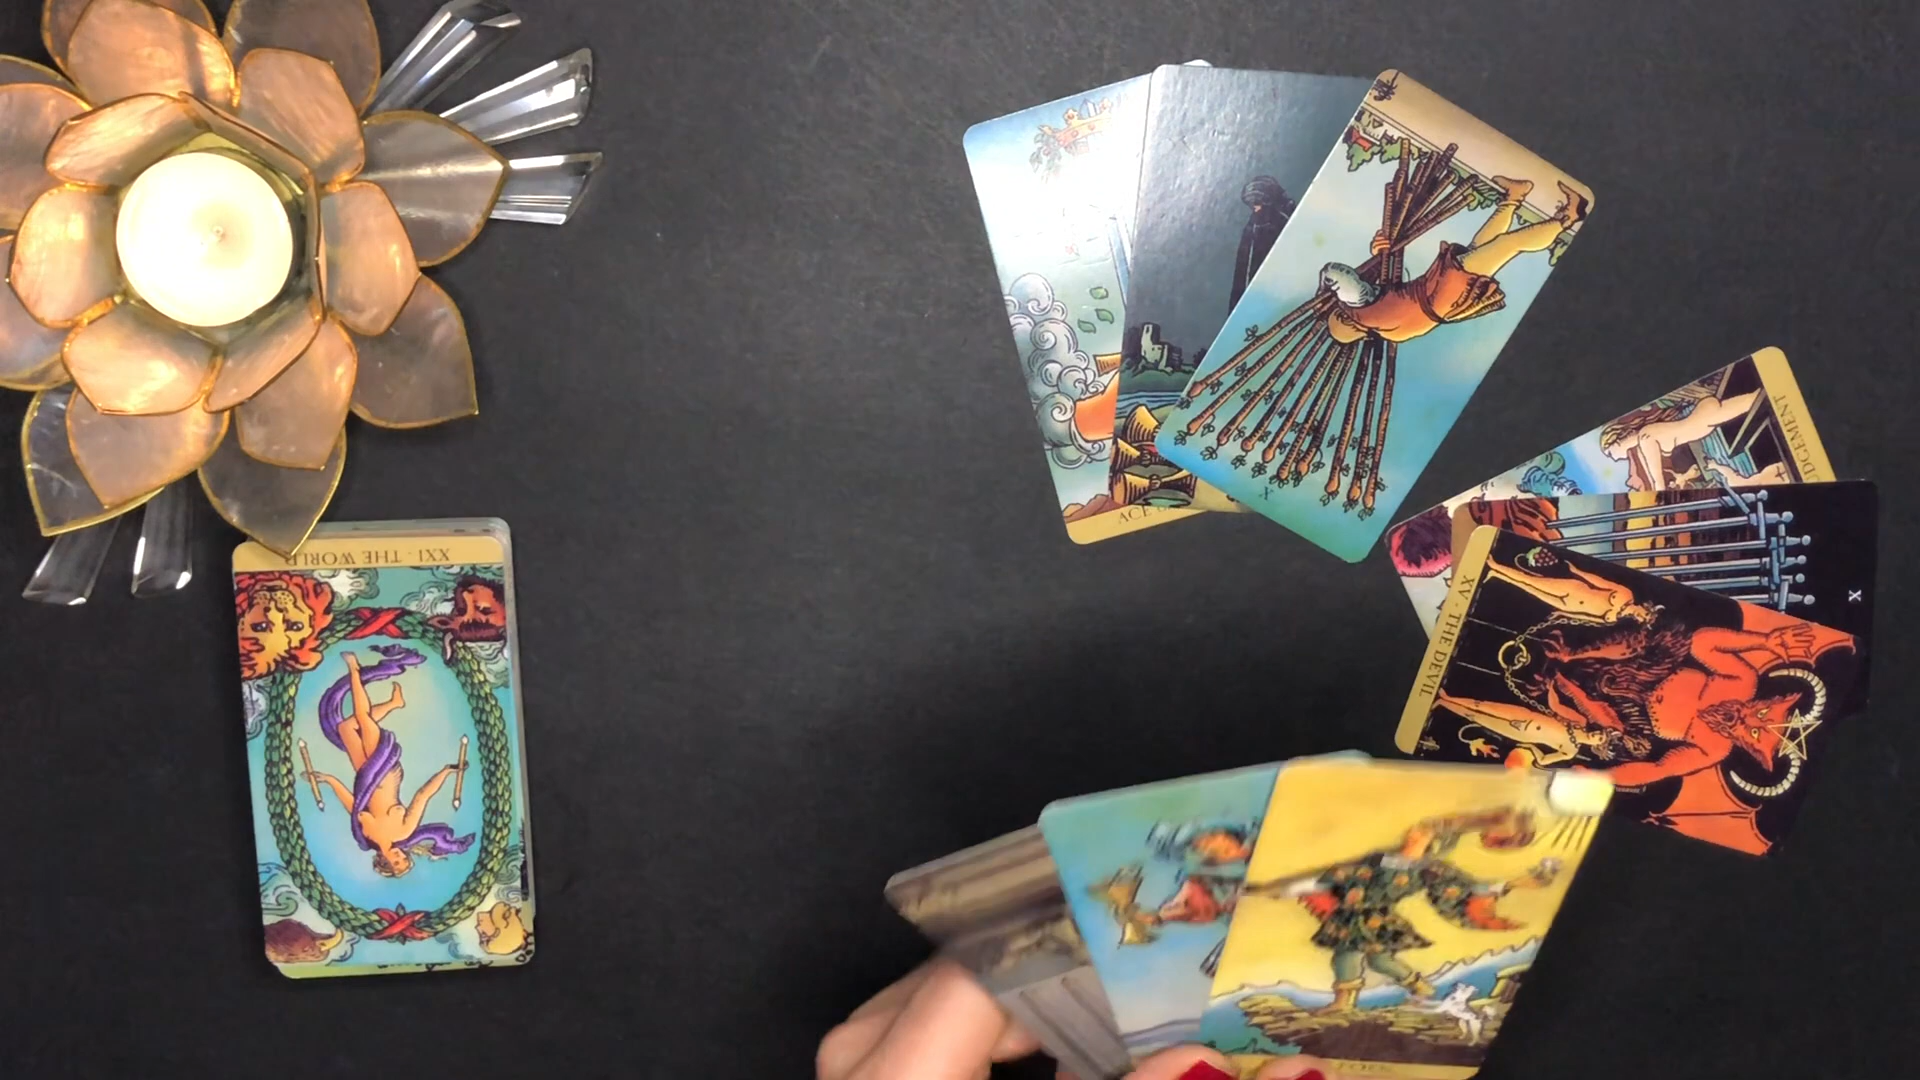 XXI · THE WORLD
ACE
X
JUDGEMENT
X
XV · THE DEVIL